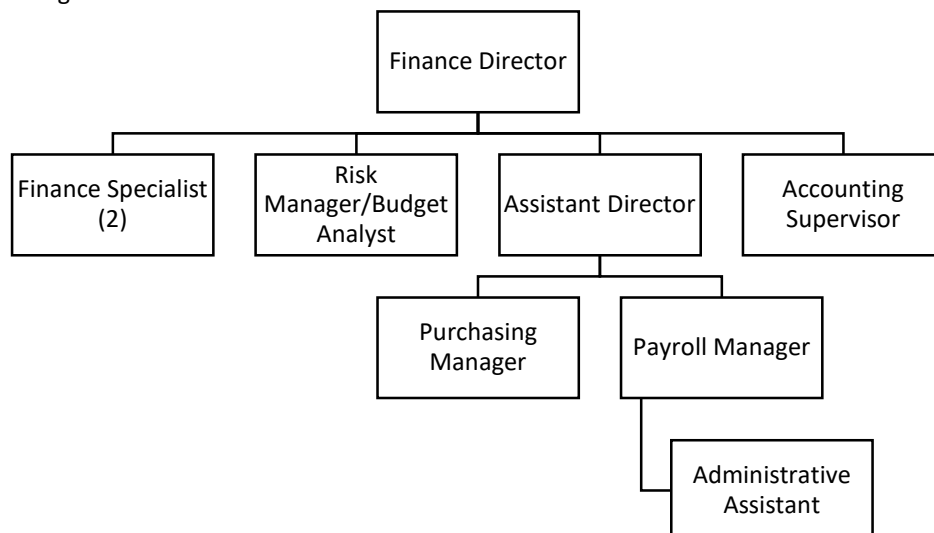 Finance Director
Finance Specialist
(2)
Risk
Manager/Budget
Analyst
Assistant Director
Accounting
Supervisor
Purchasing
Manager
Payroll Manager
Administrative
Assistant